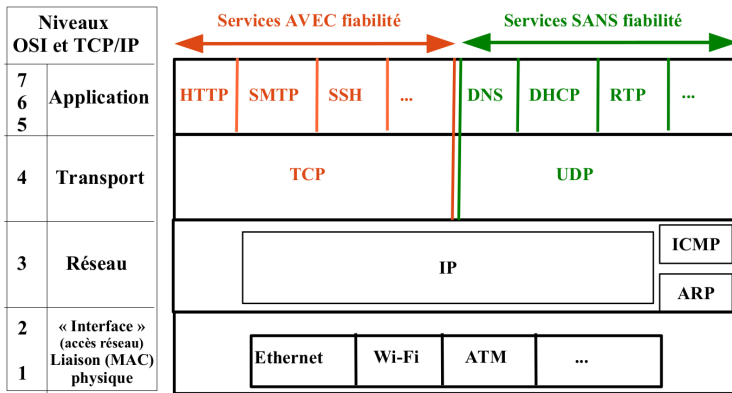 Niveaux
OSI et TCP/IP
Services AVEC fiabilité
Services SANS fiabilité
7
6
5
Application
HTTP
SMTP
SSH
...
DNS
DHCP
RTP
...
4
Transport
TCP
UDP
3
Réseau
IP
ICMP
ARP
2
1
« Interface »
(accès réseau)
Liaison (MAC)
physique
Ethernet
Wi-Fi
ATM
...